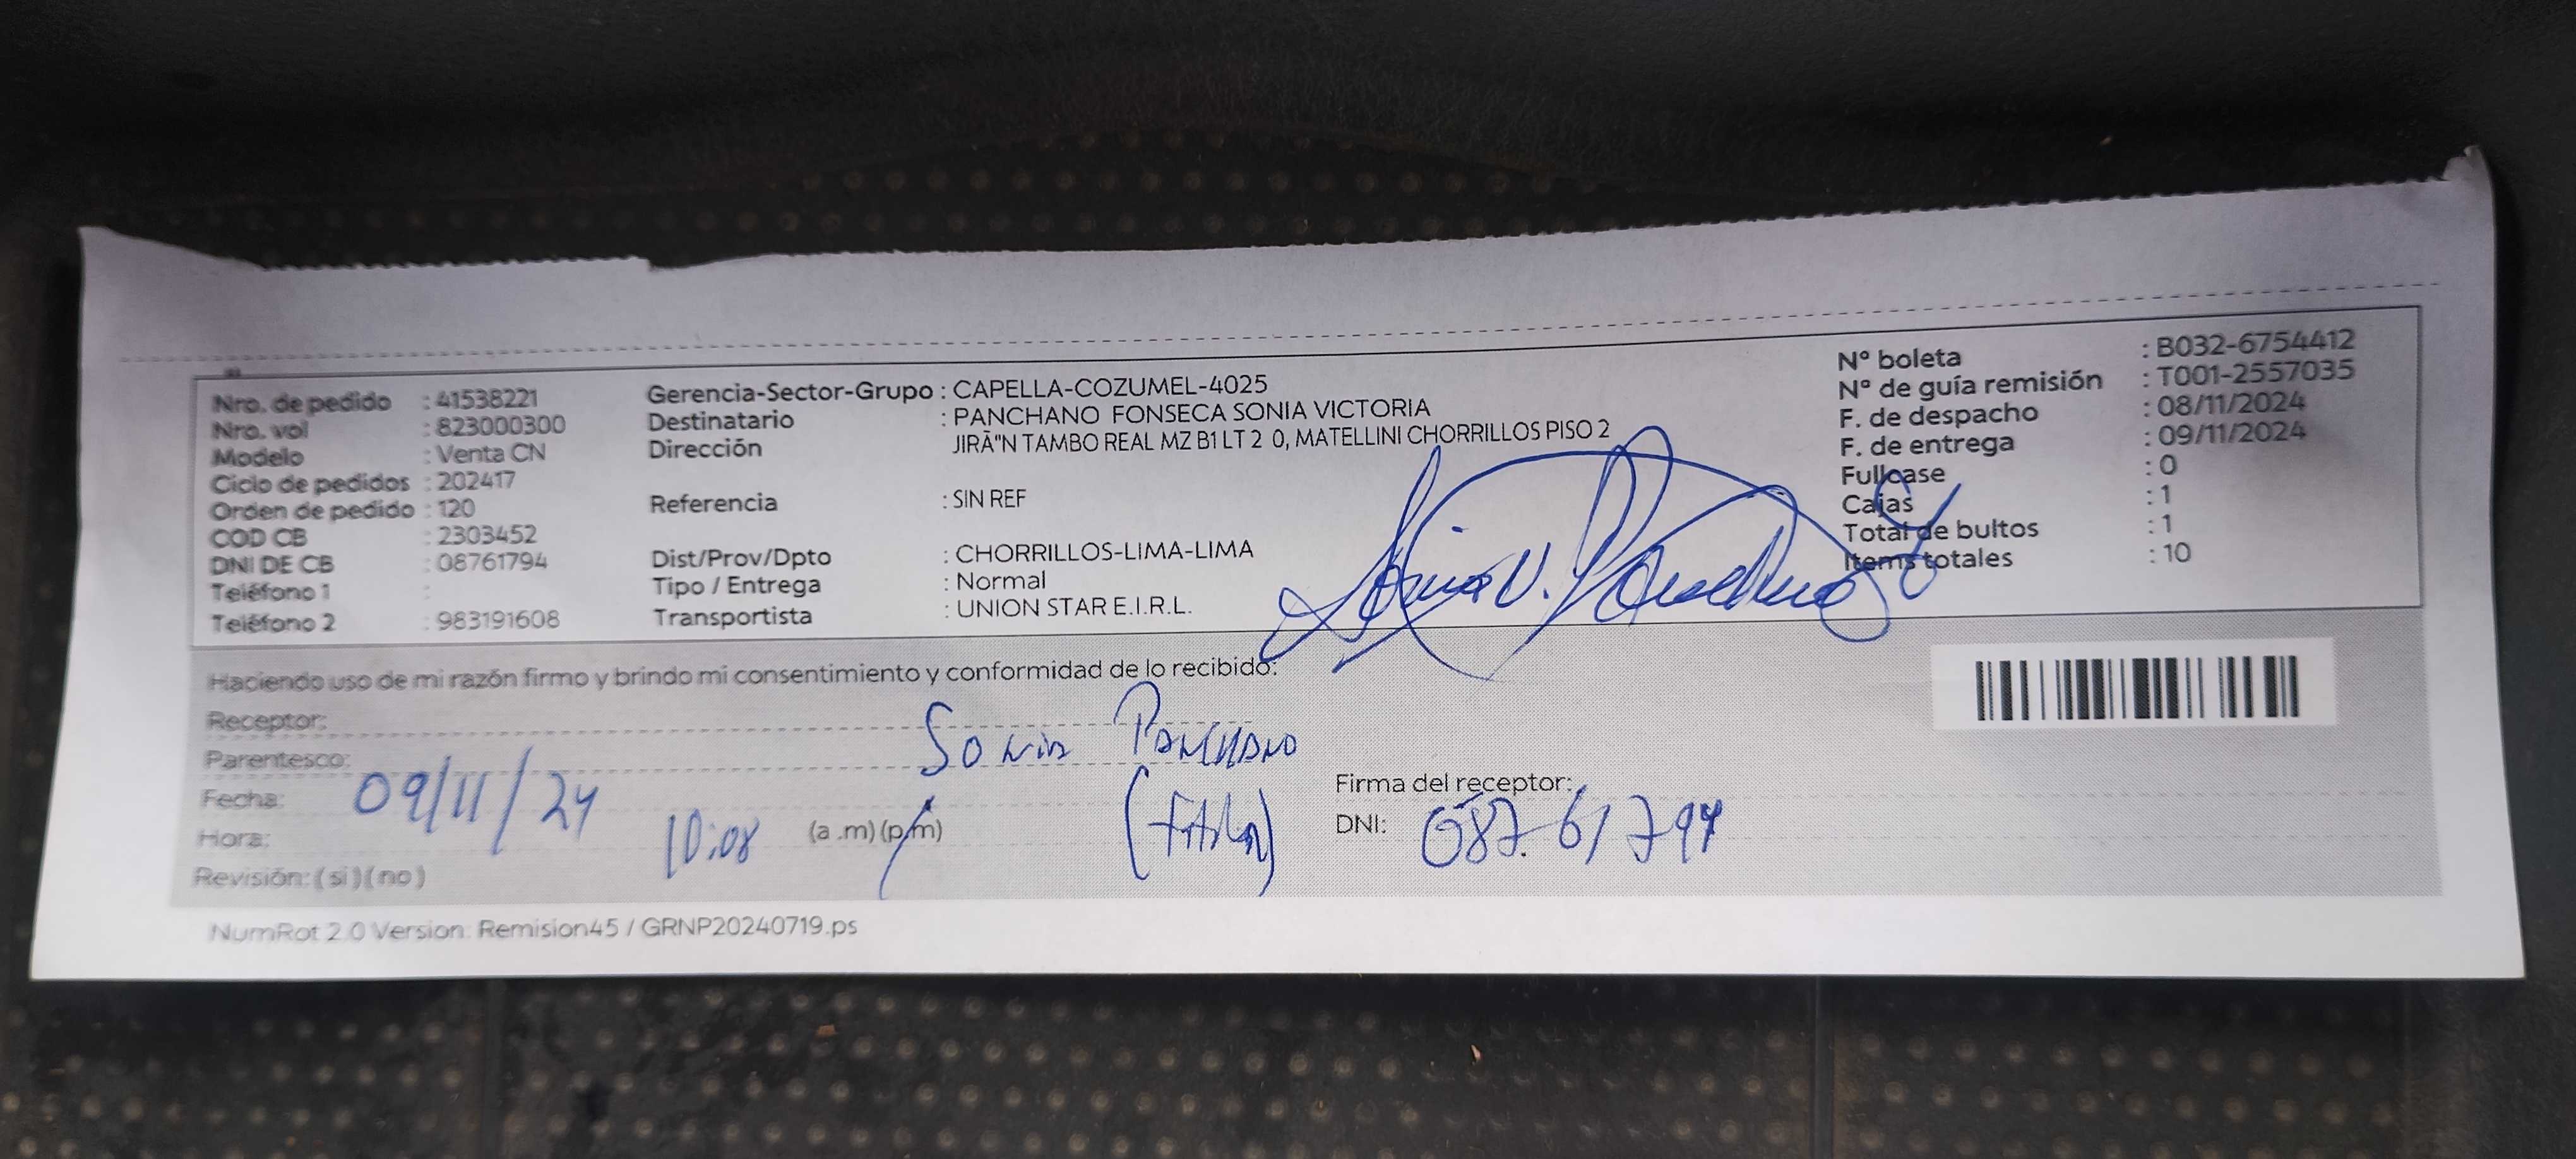 Nro. de pedido : 41538221
Nro. vol : 823000300
Modelo : Venta CN
Ciclo de pedidos : 202417
Orden de pedido : 120
COD CB : 2303452
DNI DE CB : 08761794
Teléfono 1 :
Teléfono 2 : 983191608
Gerencia-Sector-Grupo : CAPELLA-COZUMEL-4025
Destinatario : PANCHANO FONSECA SONIA VICTORIA
Dirección JIRÃ"N TAMBO REAL MZ B1 LT 2 0, MATELLINI CHORRILLOS PISO 2
Referencia : SIN REF
Dist/Prov/Dpto : CHORRILLOS-LIMA-LIMA
Tipo / Entrega : Normal
Transportista : UNION STAR E.I.R.L.
Nº boleta : B032-6754412
Nº de guía remisión : T001-2557035
F. de despacho : 08/11/2024
F. de entrega : 09/11/2024
Fullcase : 0
Cajas : 1
Total de bultos : 1
Items totales : 10
Sonia V. Panchano
Haciendo uso de mi razón firmo y brindo mi consentimiento y conformidad de lo recibido:
Receptor: Sonia Panchano
Parentesco: (Titular)
Fecha: 09/11/24
Hora: 10:08 (a .m) (p/m)
Revisión: ( si ) ( no )
Firma del receptor:
DNI: 087.61794
NumRot 2.0 Version: Remision45 / GRNP20240719.ps